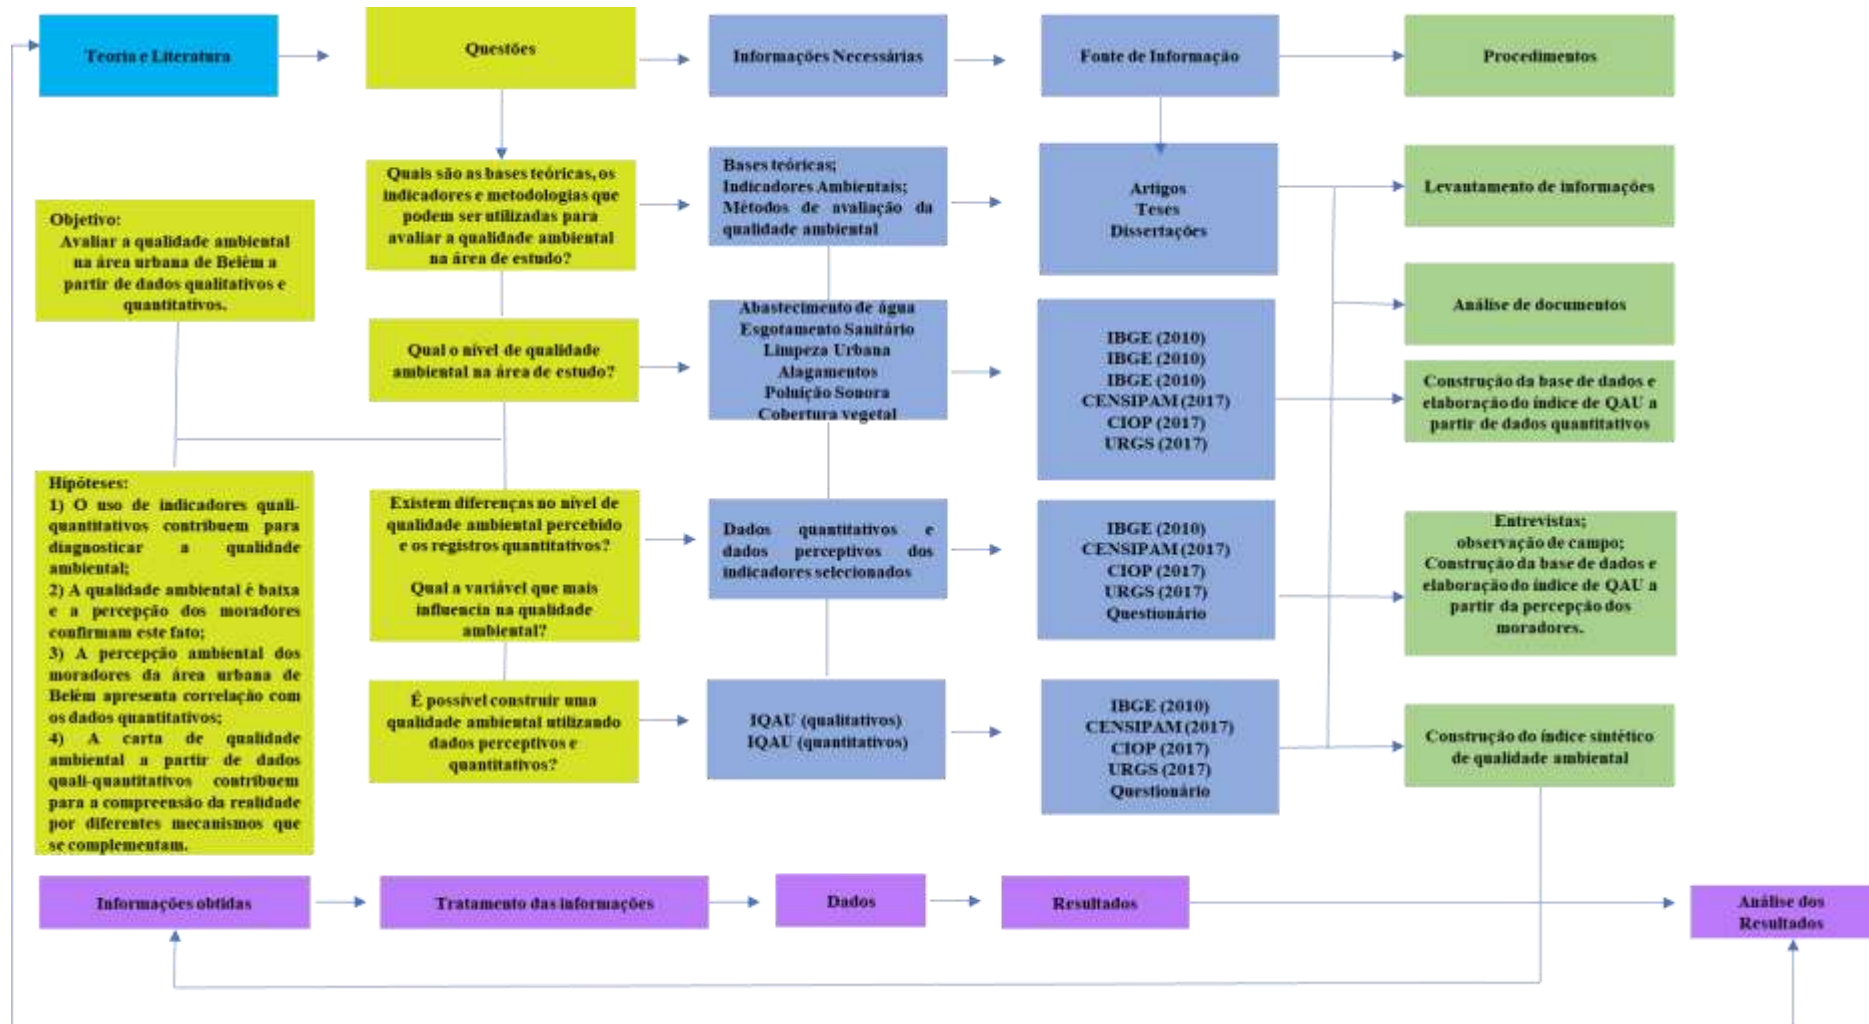 Teoria e Literatura
Questões
Informações Necessárias
Fonte de Informação
Procedimentos
Objetivo:
Avaliar a qualidade ambiental
na área urbana de Belém a
partir de dados qualitativos e
quantitativos.
Quais são as bases teóricas, os
indicadores e metodologias que
podem ser utilizadas para
avaliar a qualidade ambiental
na área de estudo?
Bases teóricas;
Indicadores Ambientais;
Métodos de avaliação da
qualidade ambiental
Artigos
Teses
Dissertações
Levantamento de informações
Análise de documentos
Qual o nível de qualidade
ambiental na área de estudo?
Abastecimento de água
Esgotamento Sanitário
Limpeza Urbana
Alagamentos
Poluição Sonora
Cobertura vegetal
IBGE (2010)
IBGE (2010)
IBGE (2010)
CENSIPAM (2017)
CIOP (2017)
URGS (2017)
Construção da base de dados e
elaboração do índice de QAU a
partir de dados quantitativos
Hipóteses:
1) O uso de indicadores quali-
quantitativos contribuem para
diagnosticar a qualidade
ambiental;
2) A qualidade ambiental é baixa
e a percepção dos moradores
confirmam este fato;
3) A percepção ambiental dos
moradores da área urbana de
Belém apresenta correlação com
os dados quantitativos;
4) A carta de qualidade
ambiental a partir de dados
quali-quantitativos contribuem
para a compreensão da realidade
por diferentes mecanismos que
se complementam.
Existem diferenças no nível de
qualidade ambiental percebido
e os registros quantitativos?
Qual a variável que mais
influencia na qualidade
ambiental?
Dados quantitativos e
dados perceptivos dos
indicadores selecionados
IBGE (2010)
CENSIPAM (2017)
CIOP (2017)
URGS (2017)
Questionário
Entrevistas;
observação de campo;
Construção da base de dados e
elaboração do índice de QAU a
partir da percepção dos
moradores.
É possível construir uma
qualidade ambiental utilizando
dados perceptivos e
quantitativos?
IQAU (qualitativos)
IQAU (quantitativos)
IBGE (2010)
CENSIPAM (2017)
CIOP (2017)
URGS (2017)
Questionário
Construção do índice sintético
de qualidade ambiental
Informações obtidas
Tratamento das informações
Dados
Resultados
Análise dos
Resultados